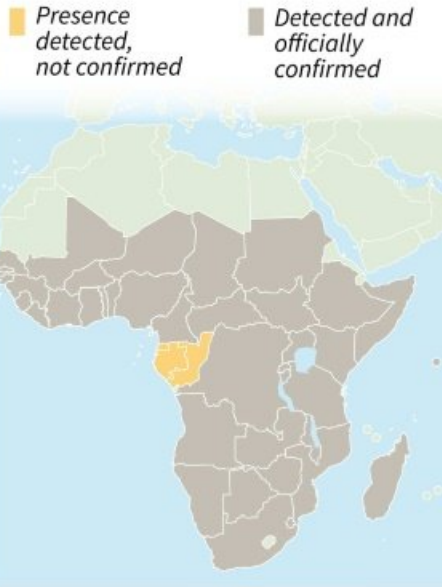 Presence
detected,
not confirmed
Detected and
officially
confirmed